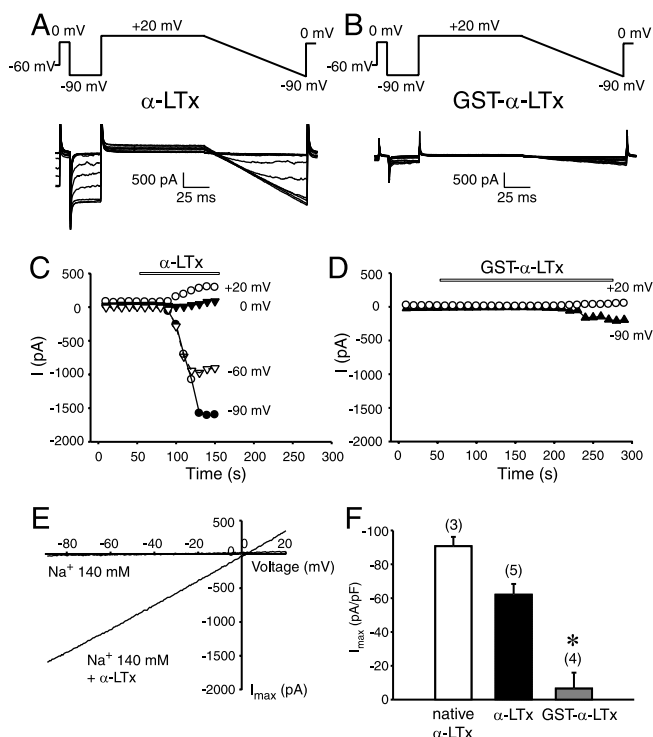 A
B
0 mV
+20 mV
0 mV
-60 mV
-90 mV
-90 mV
0 mV
+20 mV
0 mV
-60 mV
-90 mV
-90 mV
α-LTx
GST-α-LTx
500 pA
25 ms
500 pA
25 ms
C
α-LTx
500
0
-500
-1000
-1500
-2000
I (pA)
+20 mV
0 mV
-60 mV
-90 mV
0 50 100 150 200 250 300
Time (s)
D
GST-α-LTx
500
0
-500
-1000
-1500
-2000
I (pA)
+20 mV
-90 mV
0 50 100 150 200 250 300
Time (s)
E
-80 -60 -40 -20 0 20
500
-500
-1000
-1500
-2000
Voltage (mV)
Na⁺ 140 mM
Na⁺ 140 mM
+ α-LTx
Imax (pA)
F
-100
-80
-60
-40
-20
-0
Imax (pA/pF)
(3)
(5)
*
(4)
native
α-LTx
α-LTx
GST-α-LTx